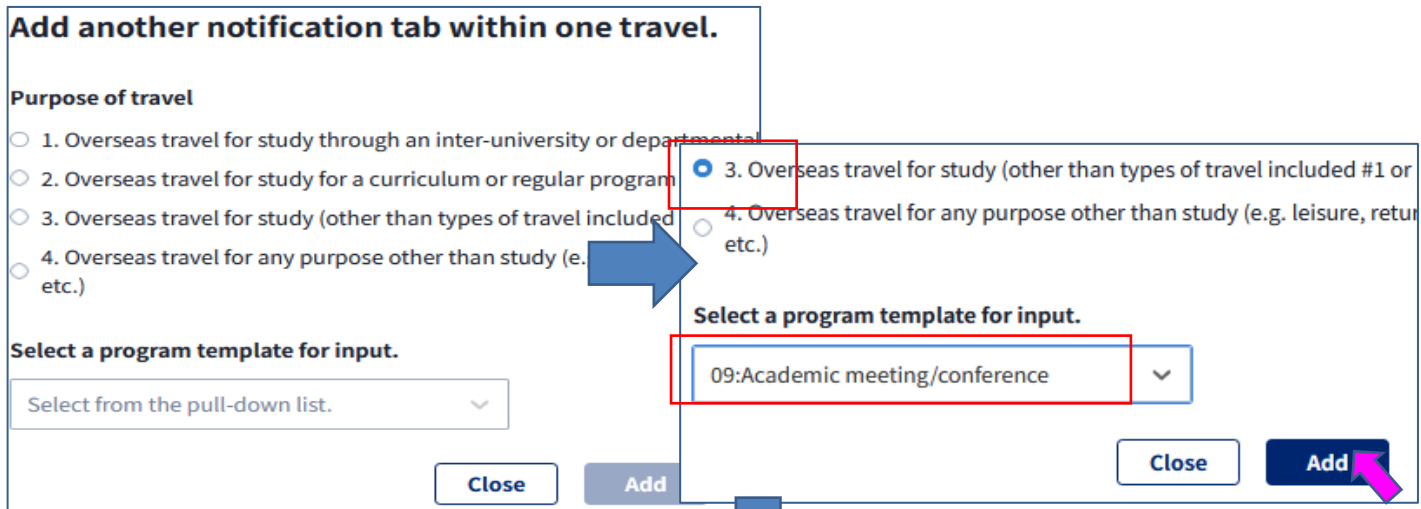 Add another notification tab within one travel.
Purpose of travel
1. Overseas travel for study through an inter-university or departmental
2. Overseas travel for study for a curriculum or regular program
3. Overseas travel for study (other than types of travel included
4. Overseas travel for any purpose other than study (e.
etc.)
Select a program template for input.
Select from the pull-down list.
Close
Add
3. Overseas travel for study (other than types of travel included #1 or
4. Overseas travel for any purpose other than study (e.g. leisure, retur
etc.)
Select a program template for input.
09:Academic meeting/conference
Close
Add